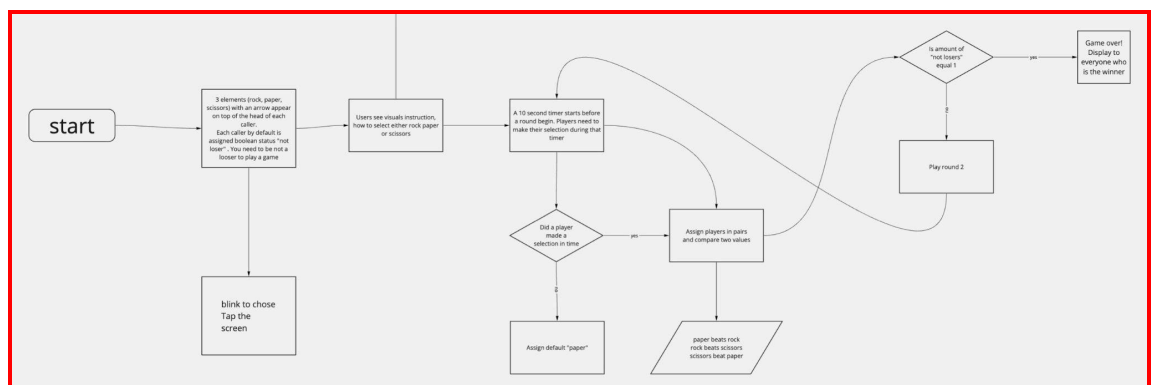 start
3 elements (rock, paper,
scissors) with an arrow appear
on top of the head of each
caller.
Each caller by default is
assigned boolean status "not
loser" . You need to be not a
looser to play a game
blink to chose
Tap the
screen
Users see visuals instruction,
how to select either rock paper
or scissors
A 10 second timer starts before
a round begin. Players need to
make their selection during that
timer
Did a player
made a
selection in time
yes
no
Assign default "paper"
Assign players in pairs
and compare two values
paper beats rock
rock beats scissors
scissors beat paper
Is amount of
"not losers"
equal 1
yes
no
Game over!
Display to
everyone who
is the winner
Play round 2